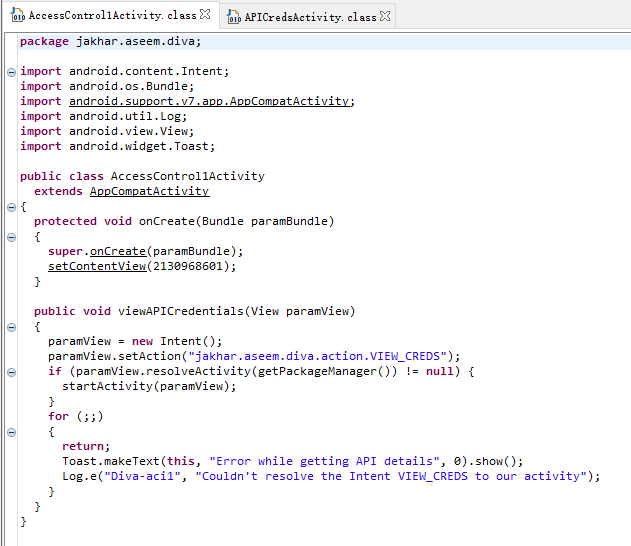 AccessControl1Activity.class
APICredsActivity.class
package jakhar.aseem.diva;
import android.content.Intent;
import android.os.Bundle;
import android.support.v7.app.AppCompatActivity;
import android.util.Log;
import android.view.View;
import android.widget.Toast;
public class AccessControl1Activity
extends AppCompatActivity
{
protected void onCreate(Bundle paramBundle)
{
super.onCreate(paramBundle);
setContentView(2130968601);
}
public void viewAPICredentials(View paramView)
{
paramView = new Intent();
paramView.setAction("jakhar.aseem.diva.action.VIEW_CREDS");
if (paramView.resolveActivity(getPackageManager()) != null) {
startActivity(paramView);
}
for (;;)
{
return;
Toast.makeText(this, "Error while getting API details", 0).show();
Log.e("Diva-aci1", "Couldn't resolve the Intent VIEW_CREDS to our activity");
}
}
}